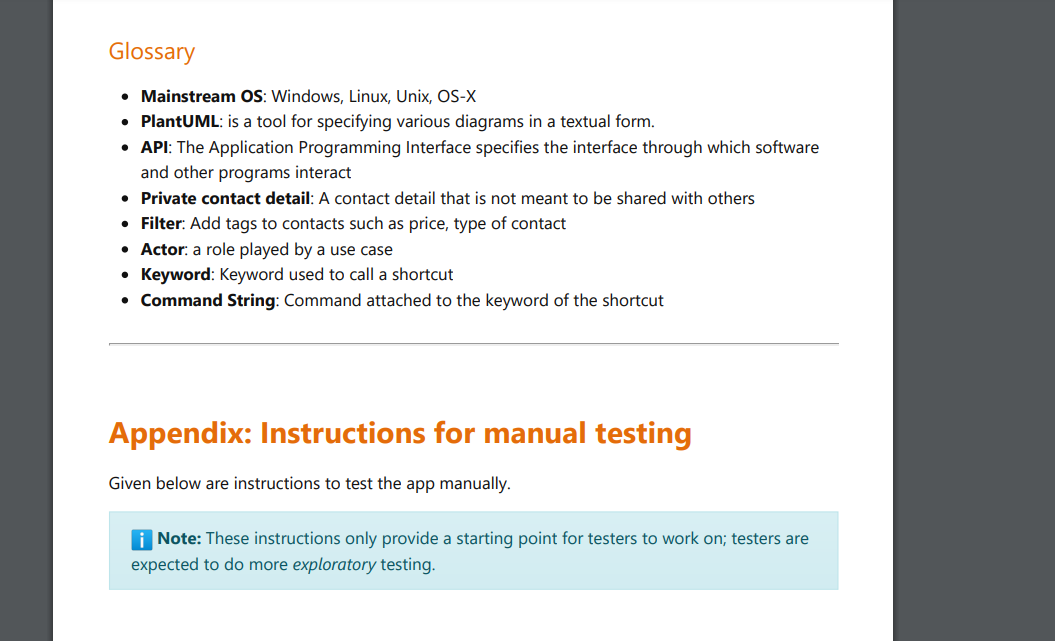 Glossary
Mainstream OS: Windows, Linux, Unix, OS-X
PlantUML: is a tool for specifying various diagrams in a textual form.
API: The Application Programming Interface specifies the interface through which software
and other programs interact
Private contact detail: A contact detail that is not meant to be shared with others
Filter: Add tags to contacts such as price, type of contact
Actor: a role played by a use case
Keyword: Keyword used to call a shortcut
Command String: Command attached to the keyword of the shortcut
Appendix: Instructions for manual testing
Given below are instructions to test the app manually.
Note: These instructions only provide a starting point for testers to work on; testers are
expected to do more exploratory testing.